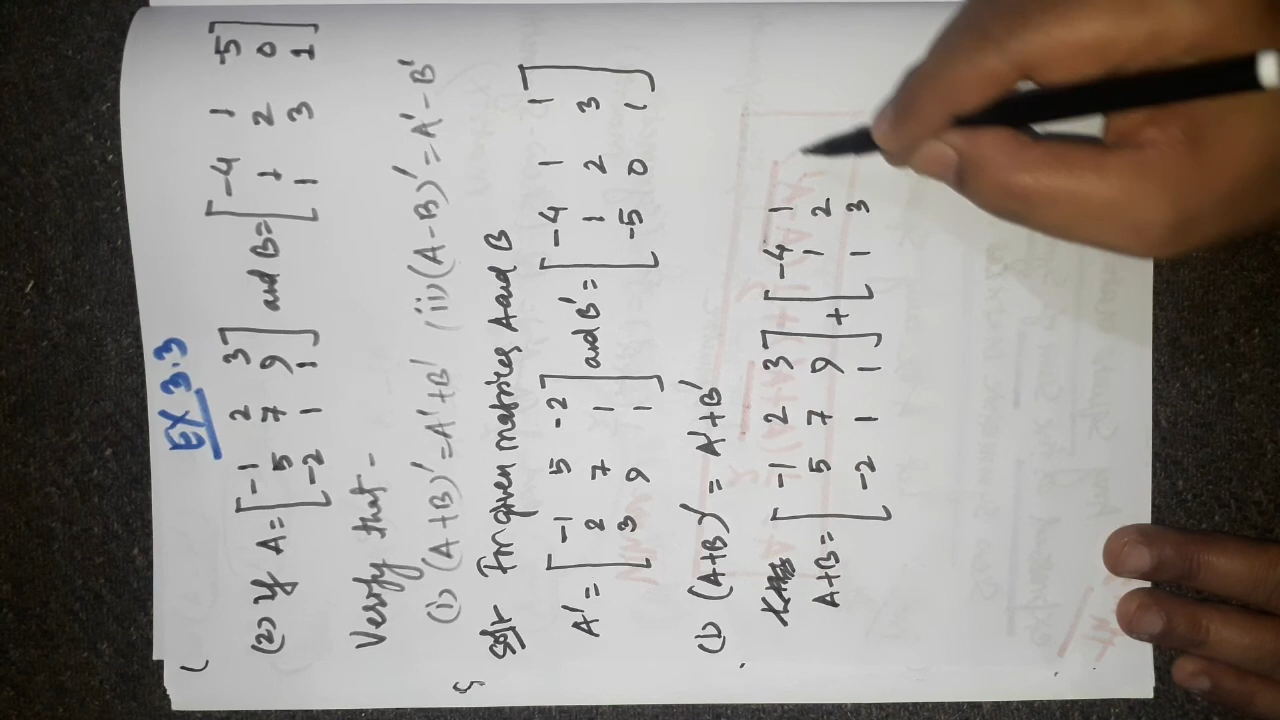 EX 3.3
(2) If A = [ -1 2 3
5 7 9
-2 1 1 ] and B = [ -4 1 -5
1 2 0
1 3 1 ]
Verify that -
(i) (A+B)' = A'+B' (ii) (A-B)' = A'-B'
Soln For given matrices A and B
A' = [ -1 5 -2
2 7 1
3 9 1 ] and B' = [ -4 1 1
1 2 3
-5 0 1 ]
(i) (A+B)' = A'+B'
A+B = [ -1 2 3
5 7 9
-2 1 1 ] + [ -4 1
1 2
1 3